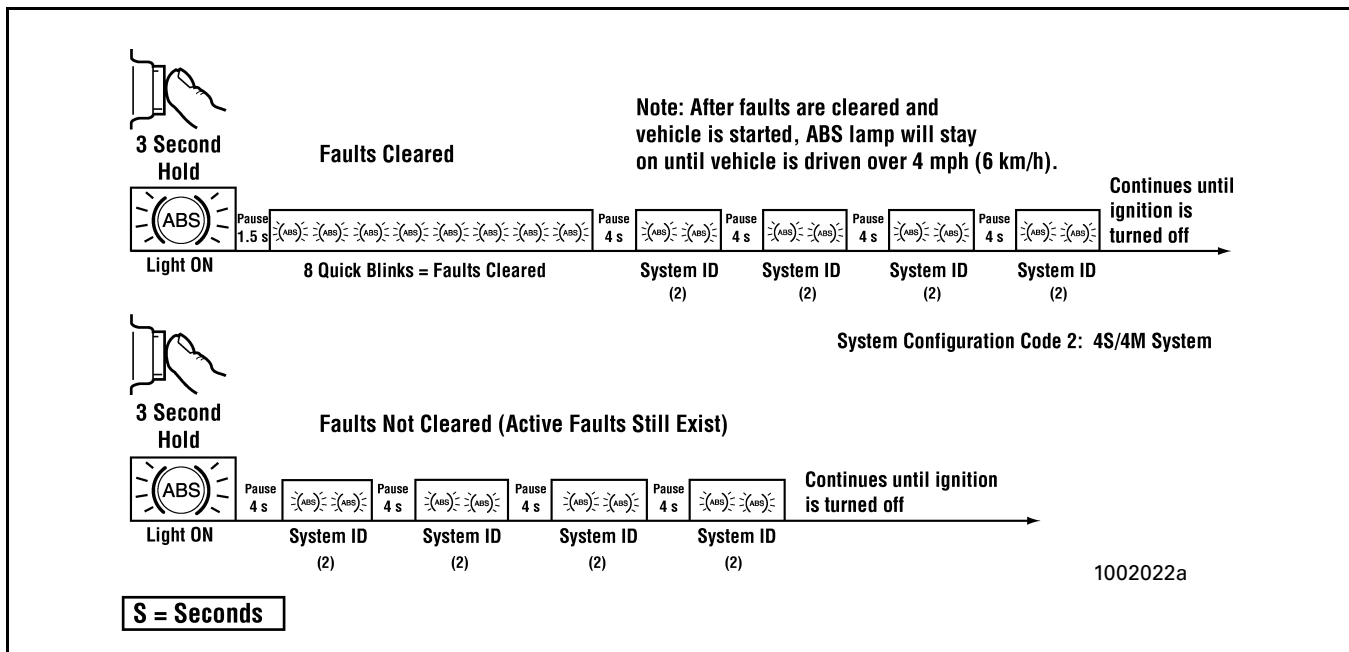 3 Second
Hold
Faults Cleared
Note: After faults are cleared and
vehicle is started, ABS lamp will stay
on until vehicle is driven over 4 mph (6 km/h).
ABS
Light ON
Pause
1.5 s
ABS ABS ABS ABS ABS ABS ABS ABS
8 Quick Blinks = Faults Cleared
Pause
4 s
ABS ABS
System ID
(2)
Pause
4 s
ABS ABS
System ID
(2)
Pause
4 s
ABS ABS
System ID
(2)
Pause
4 s
ABS ABS
System ID
(2)
Continues until
ignition is
turned off
System Configuration Code 2: 4S/4M System
3 Second
Hold
Faults Not Cleared (Active Faults Still Exist)
ABS
Light ON
Pause
4 s
ABS ABS
System ID
(2)
Pause
4 s
ABS ABS
System ID
(2)
Pause
4 s
ABS ABS
System ID
(2)
Pause
4 s
ABS ABS
System ID
(2)
Continues until ignition
is turned off
1002022a
S = Seconds